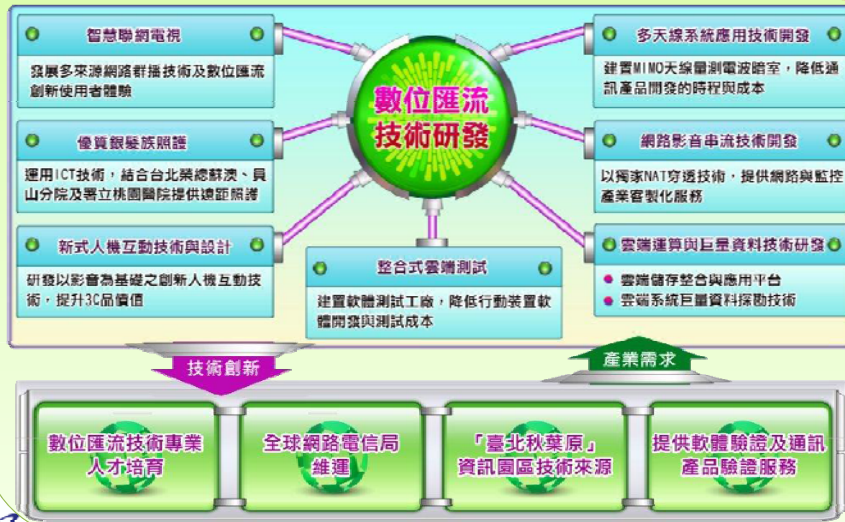 智慧聯網電視
發展多來源網路群播技術及數位匯流
創新使用者體驗
優質銀髮族照護
運用ICT技術，結合台北榮總蘇澳、員
山分院及署立桃園醫院提供遠距照護
新式人機互動技術與設計
研發以影音為基礎之創新人機互動技
術，提升3C品價值
數位匯流
技術研發
整合式雲端測試
建置軟體測試工廠，降低行動裝置軟
體開發與測試成本
多天線系統應用技術開發
建置MIMO天線量測電波暗室，降低通
訊產品開發的時程與成本
網路影音串流技術開發
以獨家NAT穿透技術，提供網路與監控
產業客製化服務
雲端運算與巨量資料技術研發
雲端儲存整合與應用平台
雲端系統巨量資料探勘技術
技術創新
產業需求
數位匯流技術專業
人才培育
全球網路電信局
維運
「臺北秋葉原」
資訊園區技術來源
提供軟體驗證及通訊
產品驗證服務